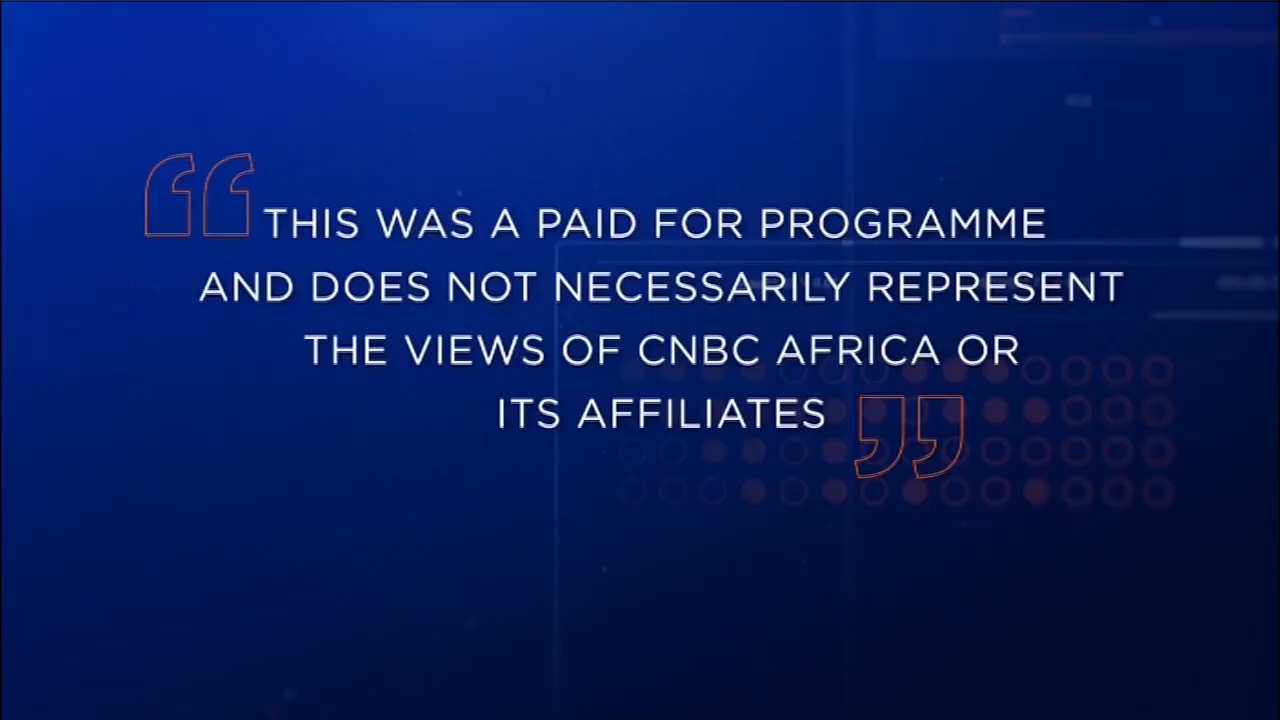 “THIS WAS A PAID FOR PROGRAMME
AND DOES NOT NECESSARILY REPRESENT
THE VIEWS OF CNBC AFRICA OR
ITS AFFILIATES”